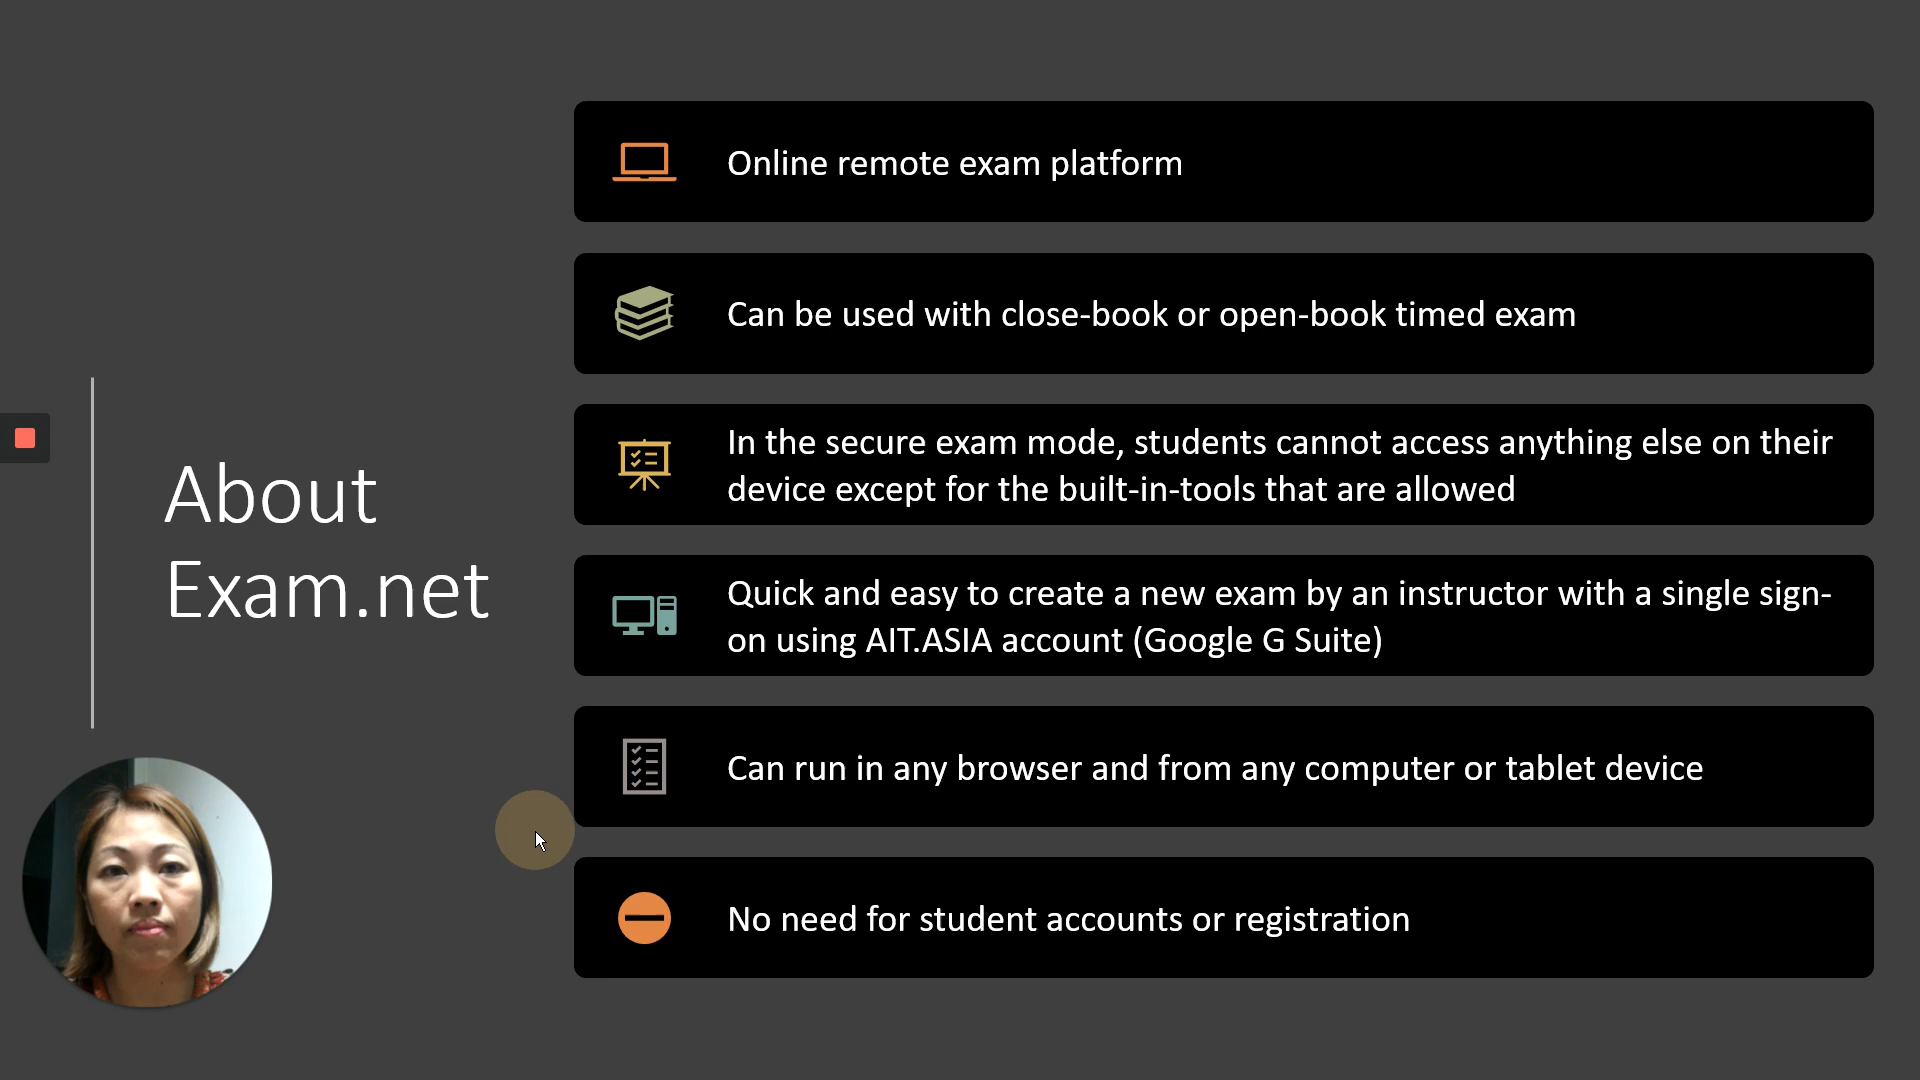 About
Exam.net
Online remote exam platform
Can be used with close-book or open-book timed exam
In the secure exam mode, students cannot access anything else on their
device except for the built-in-tools that are allowed
Quick and easy to create a new exam by an instructor with a single sign-
on using AIT.ASIA account (Google G Suite)
Can run in any browser and from any computer or tablet device
No need for student accounts or registration